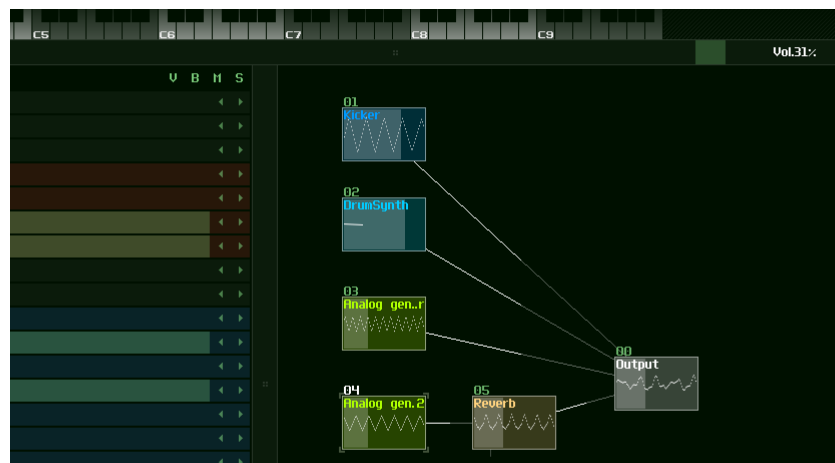 C5 C6 C7 C8 C9
Vol.31%
V B M S
01
Kicker
02
DrumSynth
03
Analog gen..r
00
Output
04
Analog gen.2
05
Reverb